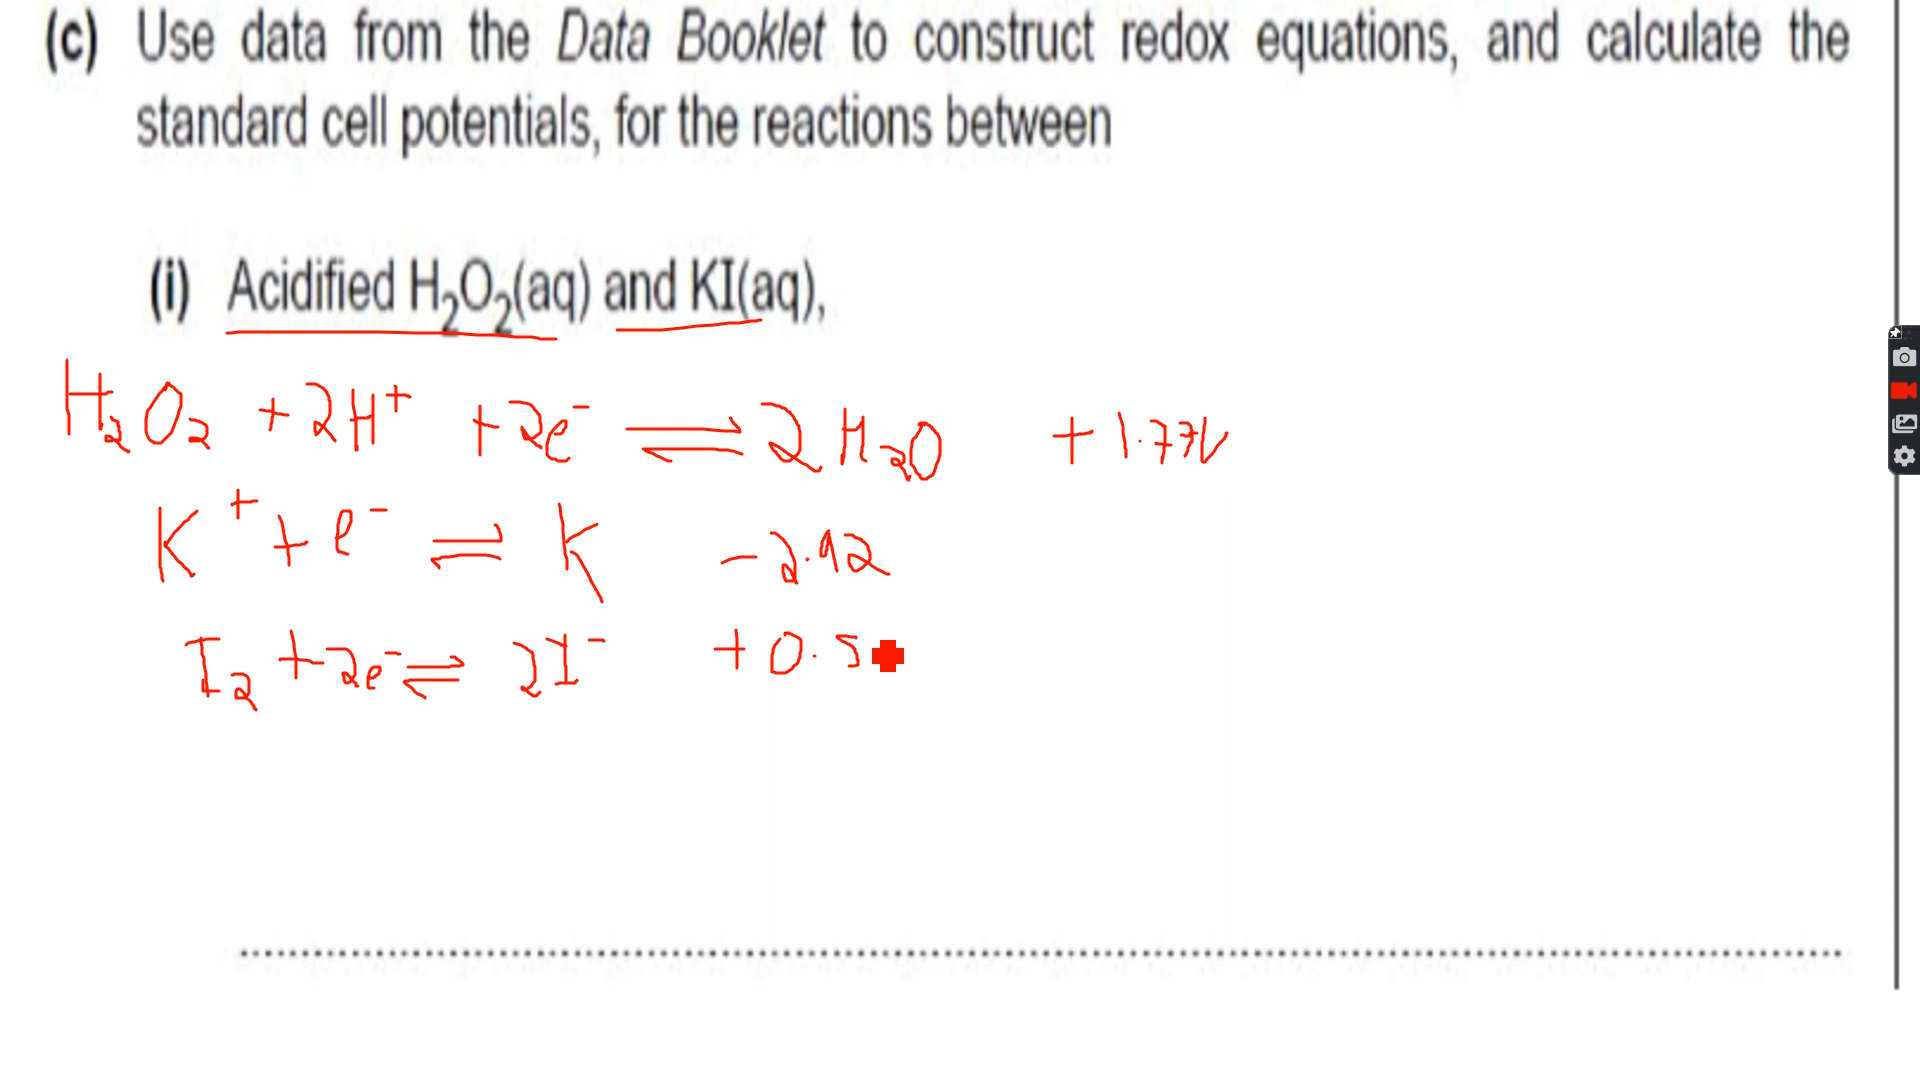 (c) Use data from the Data Booklet to construct redox equations, and calculate the
standard cell potentials, for the reactions between
(i) Acidified H₂O₂(aq) and KI(aq),
H₂O₂ + 2H⁺ + 2e⁻ ⇌ 2H₂O +1.77V
K⁺ + e⁻ ⇌ K -2.92
I₂ + 2e⁻ ⇌ 2I⁻ +0.5